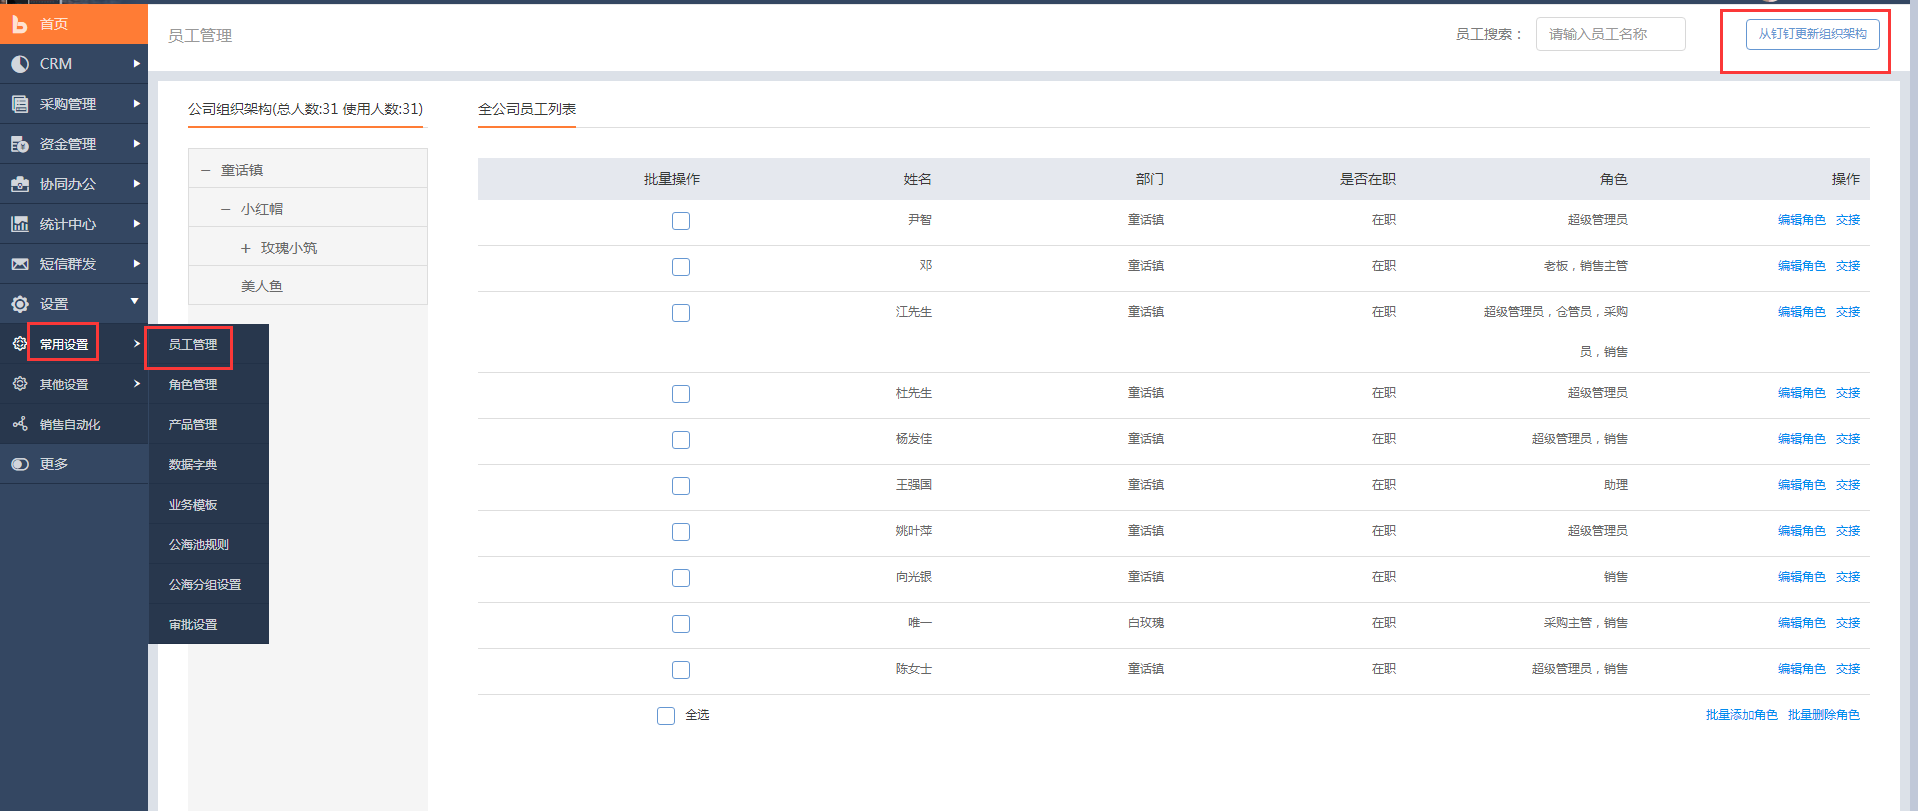 首页
CRM
采购管理
资金管理
协同办公
统计中心
短信群发
设置
常用设置
其他设置
销售自动化
更多
员工管理
角色管理
产品管理
数据字典
业务模板
公海池规则
公海分组设置
审批设置
员工管理
员工搜索： 请输入员工名称 从钉钉更新组织架构
公司组织架构(总人数:31 使用人数:31)
童话镇
小红帽
玫瑰小筑
美人鱼
全公司员工列表
批量操作 姓名 部门 是否在职 角色 操作
尹智 童话镇 在职 超级管理员 编辑角色 交接
邓 童话镇 在职 老板，销售主管 编辑角色 交接
江先生 童话镇 在职 超级管理员，仓管员，采购 编辑角色 交接
员，销售
杜先生 童话镇 在职 超级管理员 编辑角色 交接
杨发佳 童话镇 在职 超级管理员，销售 编辑角色 交接
王强国 童话镇 在职 助理 编辑角色 交接
姚叶萍 童话镇 在职 超级管理员 编辑角色 交接
向光银 童话镇 在职 销售 编辑角色 交接
唯一 白玫瑰 在职 采购主管，销售 编辑角色 交接
陈女士 童话镇 在职 超级管理员，销售 编辑角色 交接
全选 批量添加角色 批量删除角色